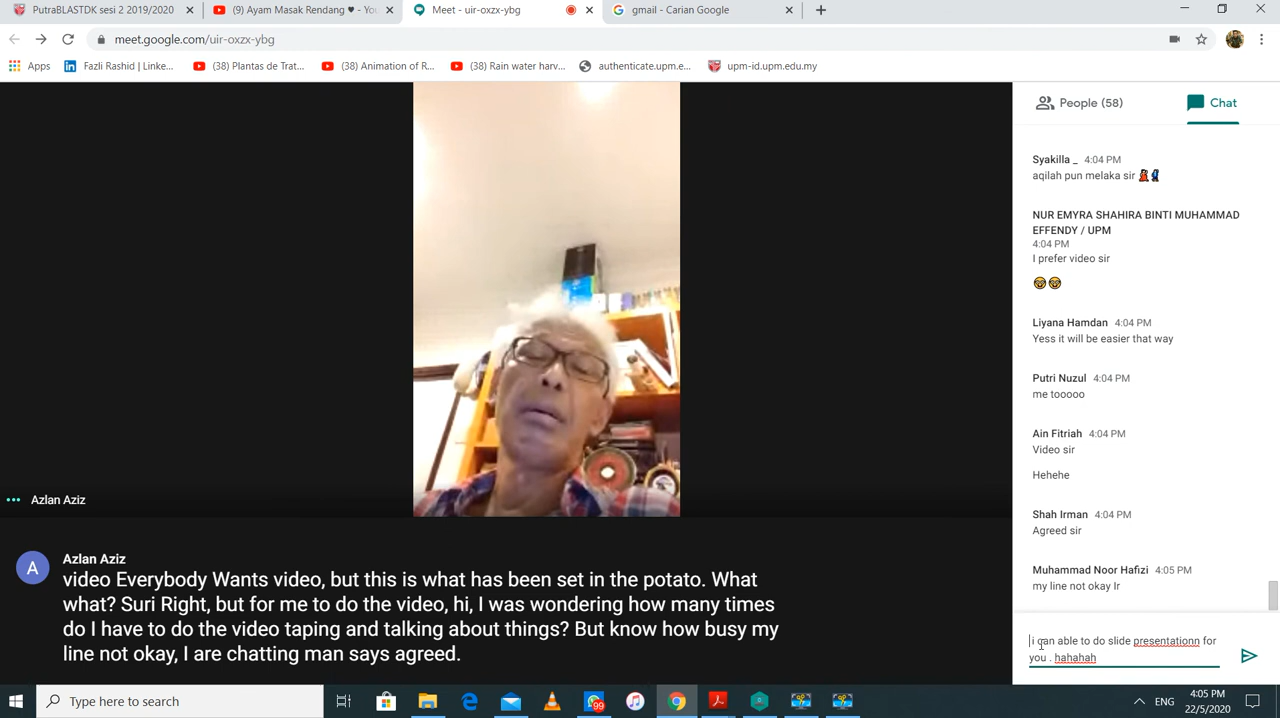 PutraBLASTDK sesi 2 2019/2020
(9) Ayam Masak Rendang ♥ - You
Meet - uir-oxzx-ybg
gmail - Carian Google
meet.google.com/uir-oxzx-ybg
Apps
Fazli Rashid | Linke...
(38) Plantas de Trat...
(38) Animation of R...
(38) Rain water harv...
authenticate.upm.e...
upm-id.upm.edu.my
People (58)
Chat
Syakilla _ 4:04 PM
aqilah pun melaka sir
NUR EMYRA SHAHIRA BINTI MUHAMMAD
EFFENDY / UPM
4:04 PM
I prefer video sir
Liyana Hamdan 4:04 PM
Yess it will be easier that way
Putri Nuzul 4:04 PM
me tooooo
Ain Fitriah 4:04 PM
Video sir
Hehehe
Shah Irman 4:04 PM
Agreed sir
Muhammad Noor Hafizi 4:05 PM
my line not okay Ir
i can able to do slide presentationn for
you . hahahah
Azlan Aziz
A
Azlan Aziz
video Everybody Wants video, but this is what has been set in the potato. What
what? Suri Right, but for me to do the video, hi, I was wondering how many times
do I have to do the video taping and talking about things? But know how busy my
line not okay, I are chatting man says agreed.
Type here to search
99
ENG
4:05 PM
22/5/2020